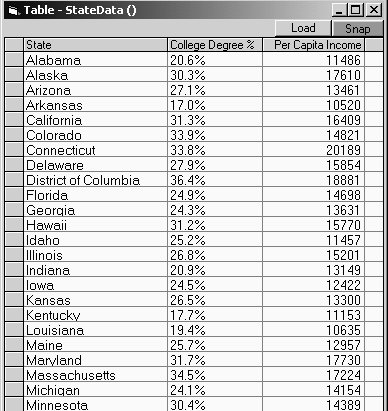 Table - StateData ()
Load Snap
State College Degree % Per Capita Income
Alabama 20.6% 11486
Alaska 30.3% 17610
Arizona 27.1% 13461
Arkansas 17.0% 10520
California 31.3% 16409
Colorado 33.9% 14821
Connecticut 33.8% 20189
Delaware 27.9% 15854
District of Columbia 36.4% 18881
Florida 24.9% 14698
Georgia 24.3% 13631
Hawaii 31.2% 15770
Idaho 25.2% 11457
Illinois 26.8% 15201
Indiana 20.9% 13149
Iowa 24.5% 12422
Kansas 26.5% 13300
Kentucky 17.7% 11153
Louisiana 19.4% 10635
Maine 25.7% 12957
Maryland 31.7% 17730
Massachusetts 34.5% 17224
Michigan 24.1% 14154
Minnesota 30.4% 14389